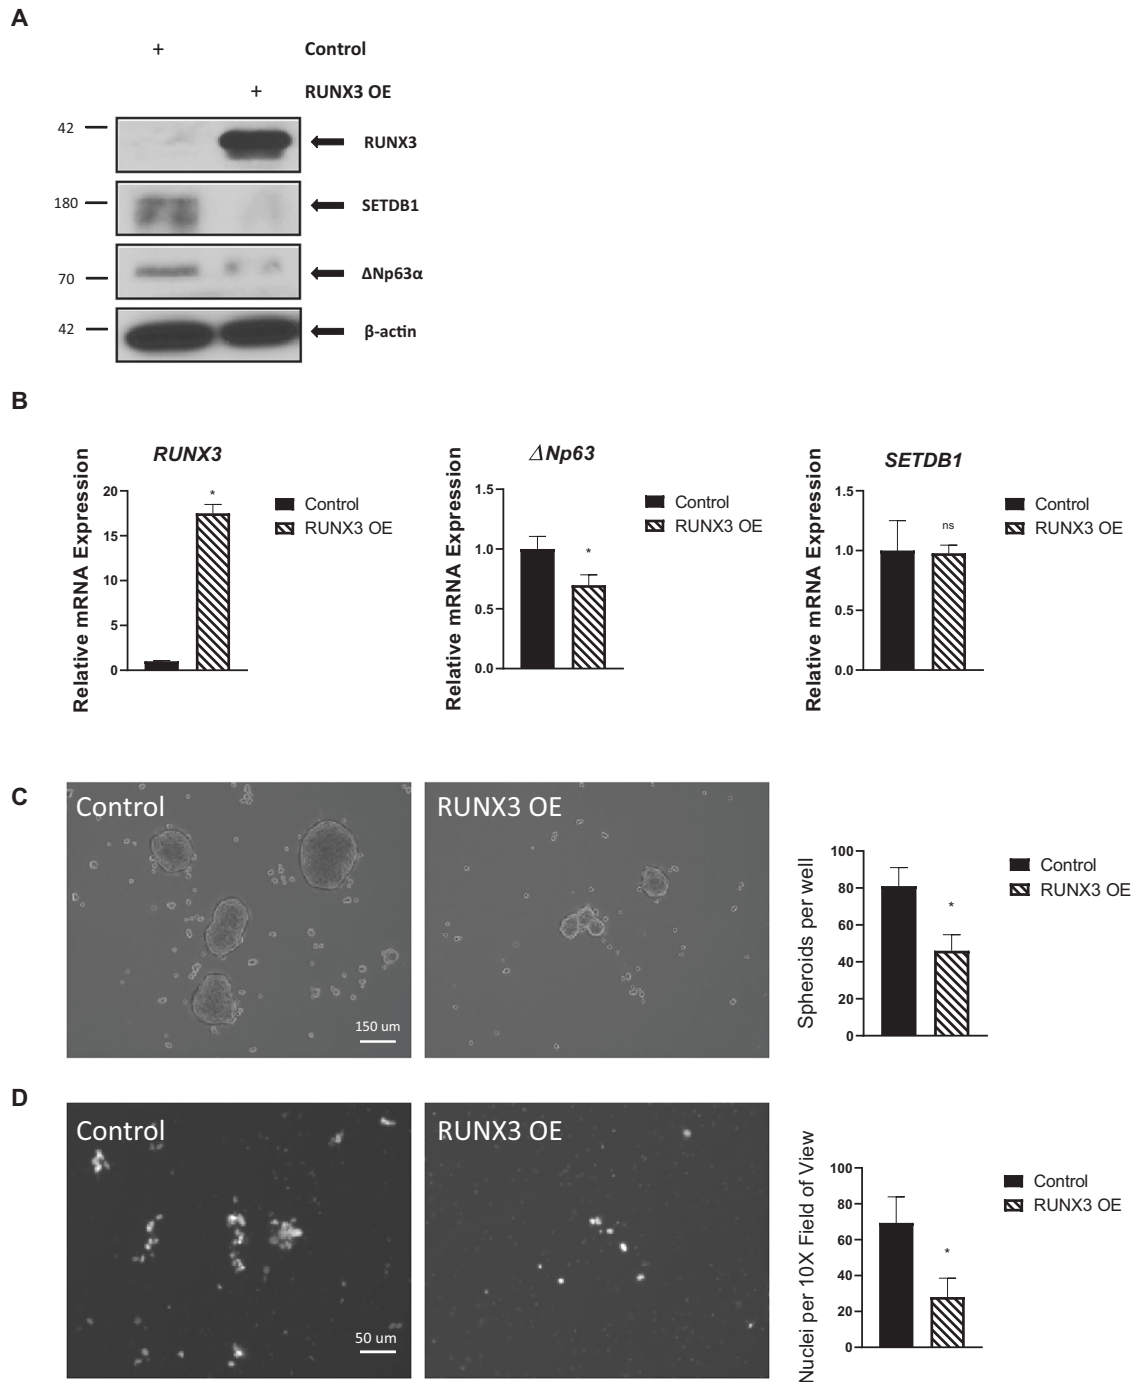 A
+ Control
+ RUNX3 OE
42 RUNX3
180 SETDB1
70 ΔNp63α
42 β-actin
B
RUNX3
Relative mRNA Expression
20
15
10
5
0
*
Control
RUNX3 OE
ΔNp63
Relative mRNA Expression
1.5
1.0
0.5
0.0
*
Control
RUNX3 OE
SETDB1
Relative mRNA Expression
1.5
1.0
0.5
0.0
ns
Control
RUNX3 OE
C
Control
150 um
RUNX3 OE
Spheroids per well
100
80
60
40
20
0
*
Control
RUNX3 OE
D
Control
50 um
RUNX3 OE
Nuclei per 10X Field of View
100
80
60
40
20
0
*
Control
RUNX3 OE